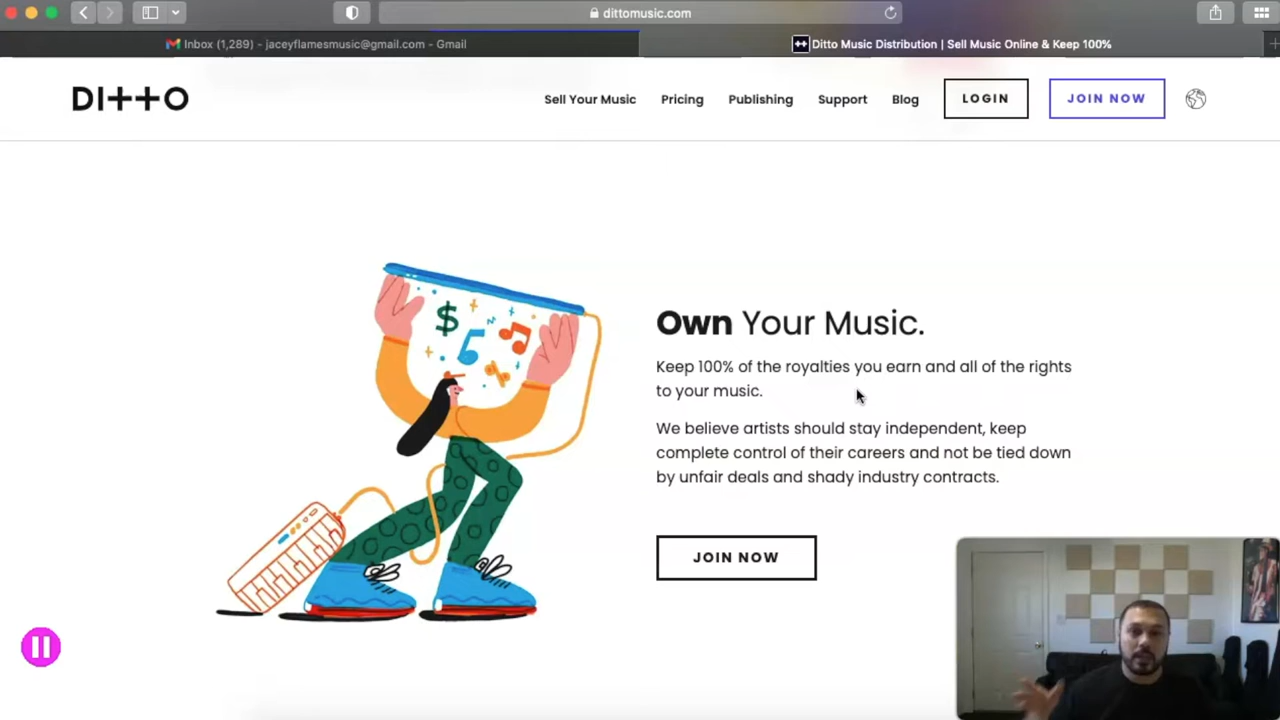 dittomusic.com
Inbox (1,289) - jaceyflamesmusic@gmail.com - Gmail
Ditto Music Distribution | Sell Music Online & Keep 100%
DITTO
Sell Your Music
Pricing
Publishing
Support
Blog
LOGIN
JOIN NOW
$
Own Your Music.
Keep 100% of the royalties you earn and all of the rights
to your music.
We believe artists should stay independent, keep
complete control of their careers and not be tied down
by unfair deals and shady industry contracts.
JOIN NOW